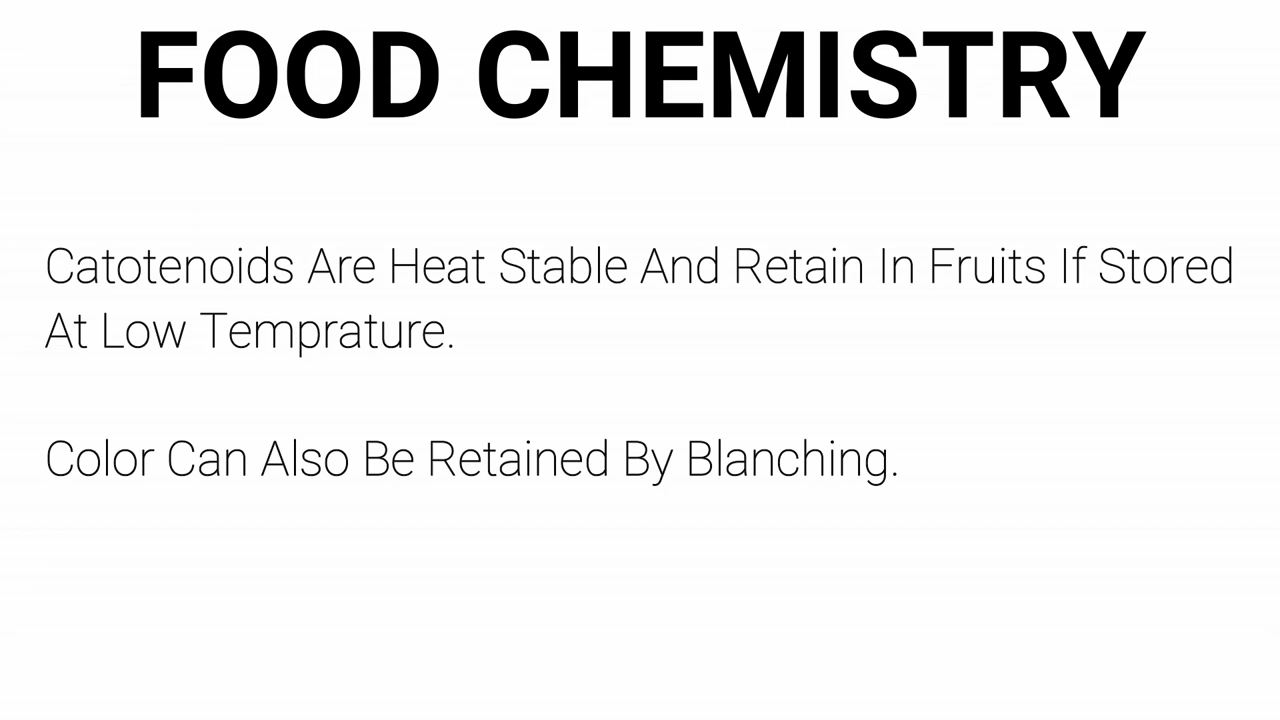 FOOD CHEMISTRY
Catotenoids Are Heat Stable And Retain In Fruits If Stored
At Low Temprature.
Color Can Also Be Retained By Blanching.